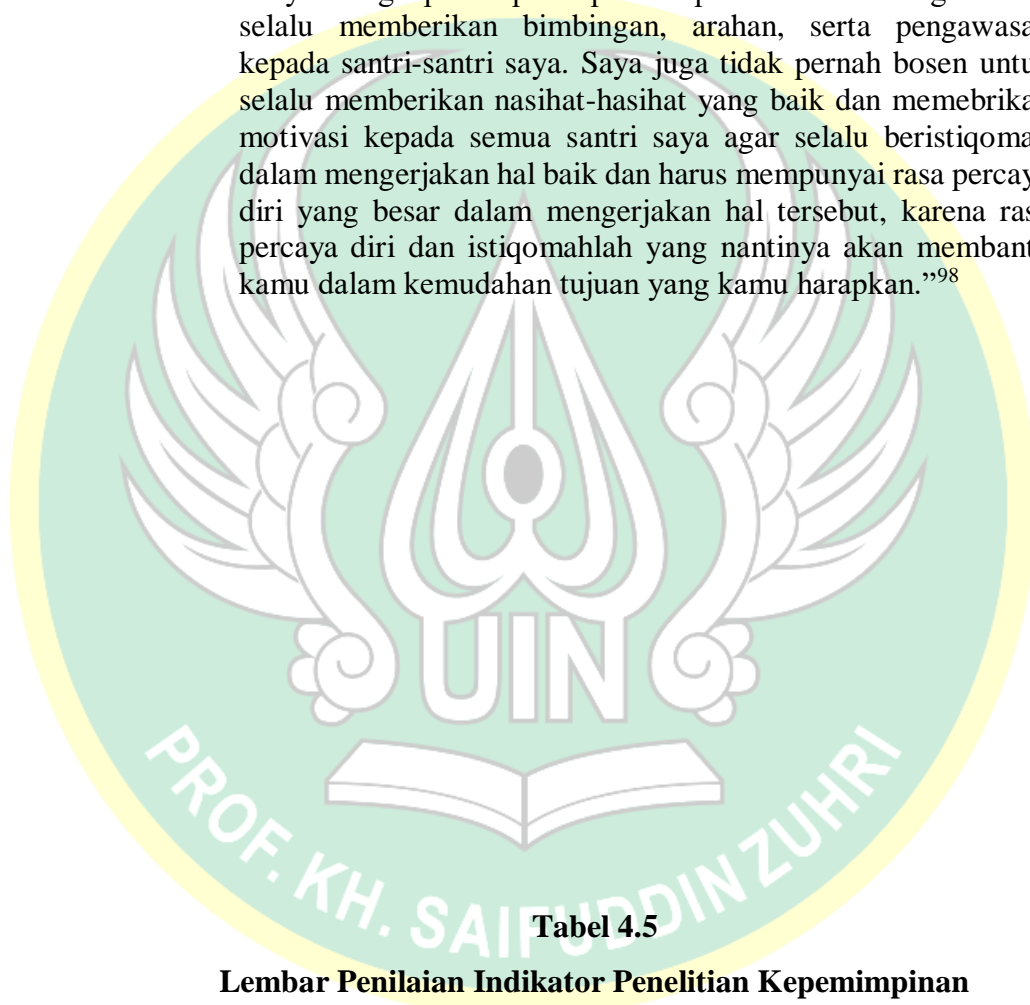 selalu memberikan bimbingan, arahan, serta pengawasa
kepada santri-santri saya. Saya juga tidak pernah bosen untu
selalu memberikan nasihat-hasihat yang baik dan memebrika
motivasi kepada semua santri saya agar selalu beristiqoma
dalam mengerjakan hal baik dan harus mempunyai rasa percay
diri yang besar dalam mengerjakan hal tersebut, karena ras
percaya diri dan istiqomahlah yang nantinya akan membant
kamu dalam kemudahan tujuan yang kamu harapkan.”98
UIN
PROF. KH. SAIFUDDIN ZUHRI
Tabel 4.5
Lembar Penilaian Indikator Penelitian Kepemimpinan